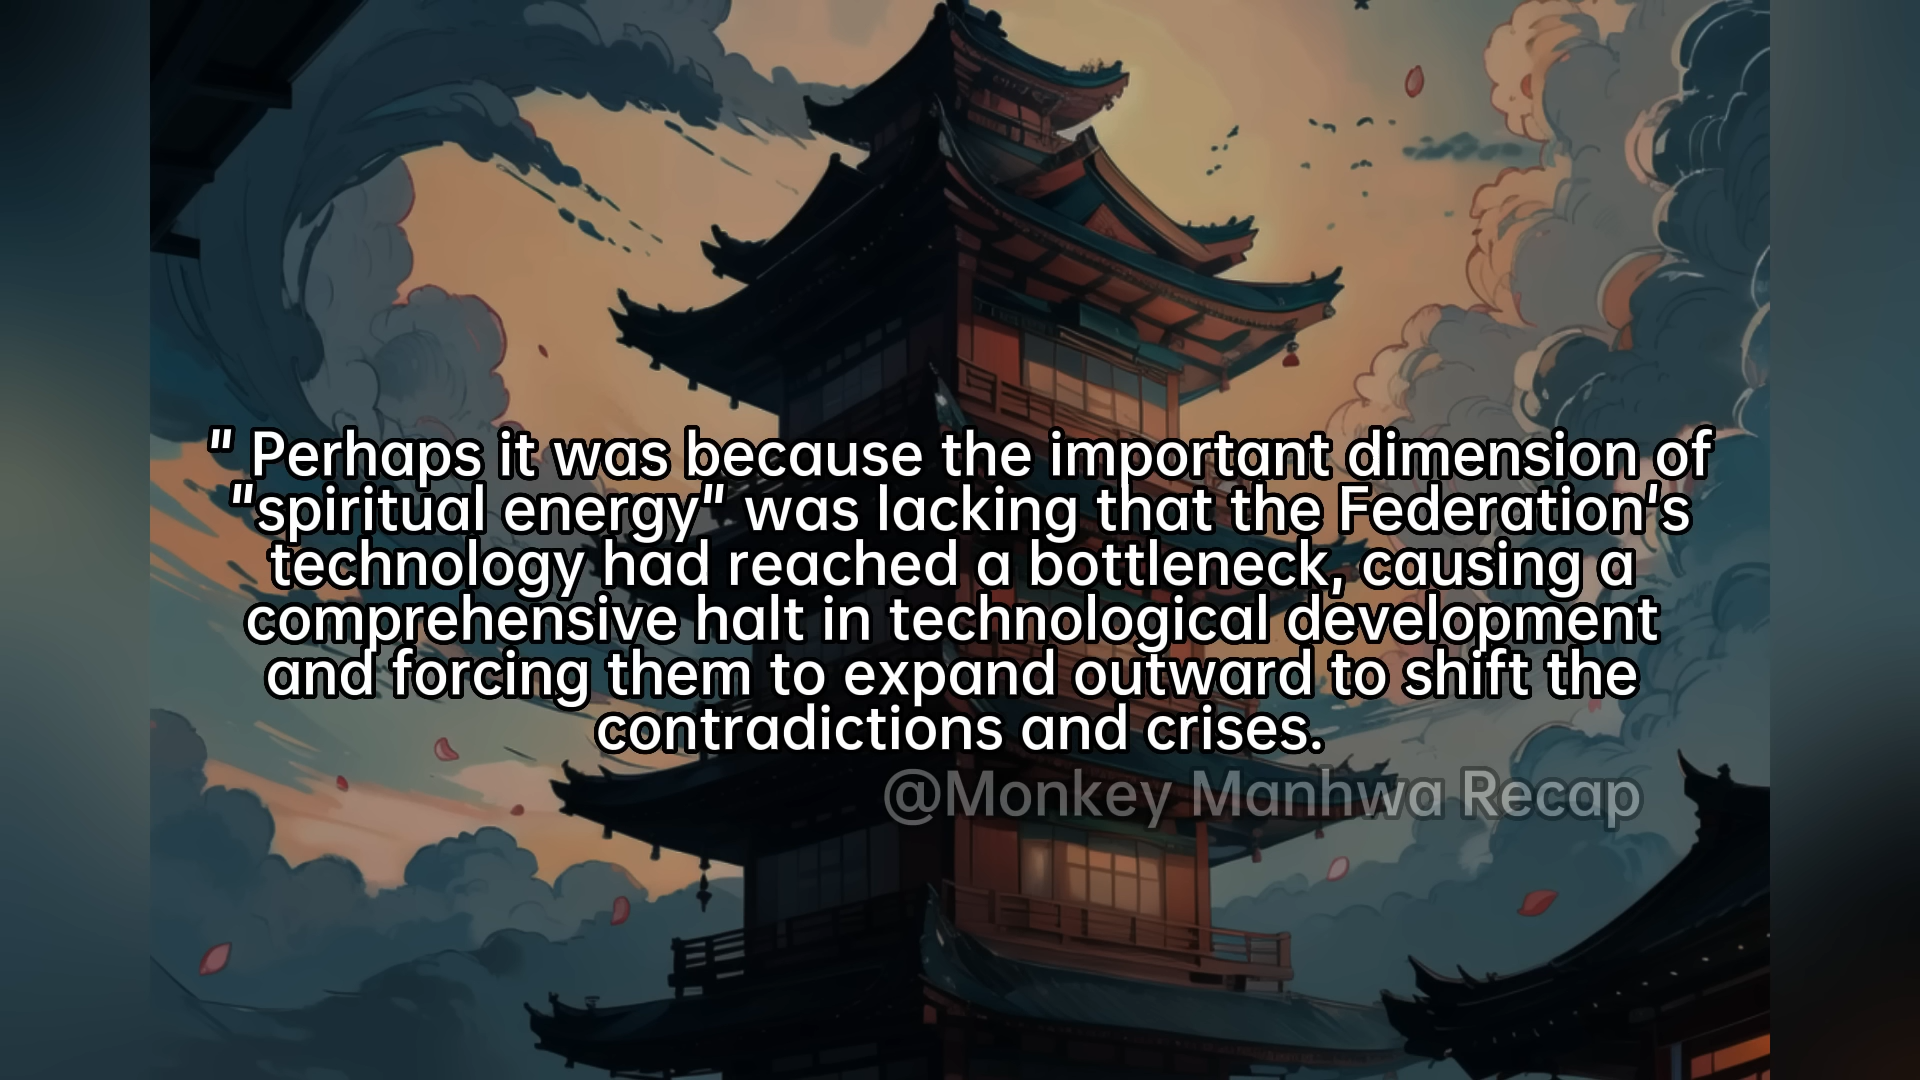 " Perhaps it was because the important dimension of
"spiritual energy" was lacking that the Federation's
technology had reached a bottleneck, causing a
comprehensive halt in technological development
and forcing them to expand outward to shift the
contradictions and crises.
@Monkey Manhwa Recap